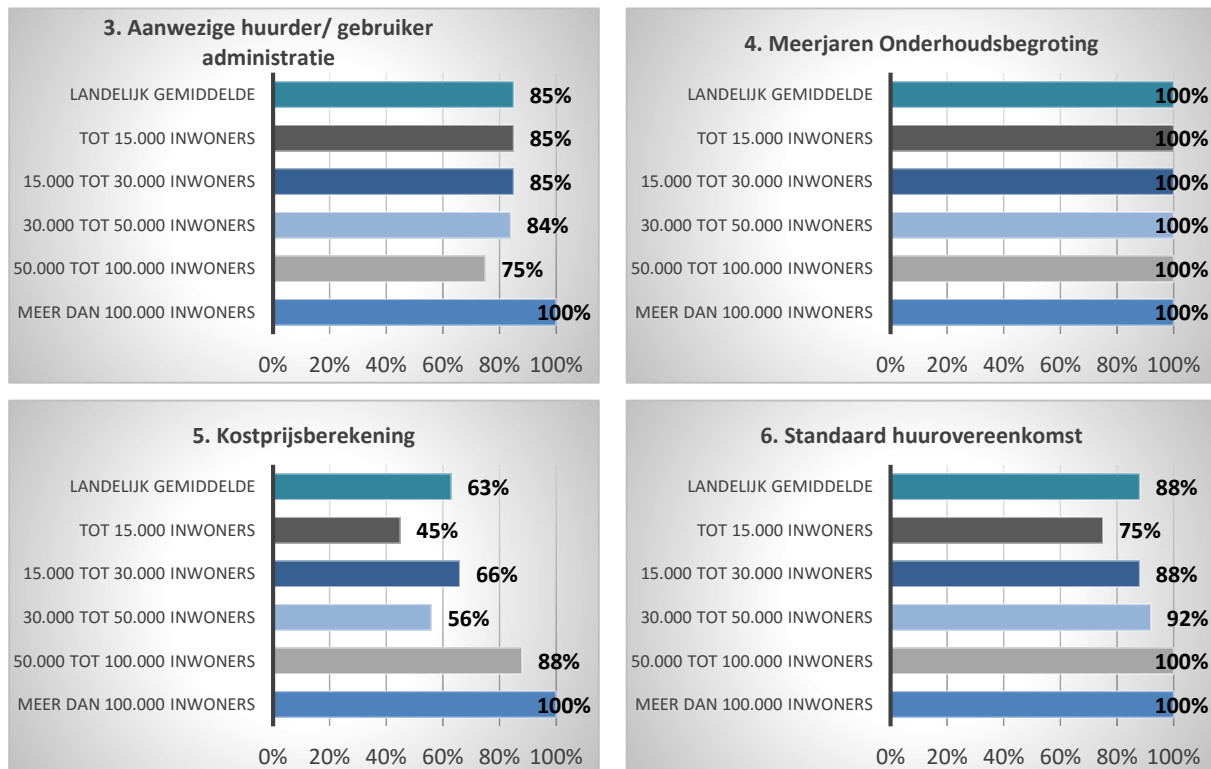 3. Aanwezige huurder/ gebruiker
administratie
LANDELIJK GEMIDDELDE 85%
TOT 15.000 INWONERS 85%
15.000 TOT 30.000 INWONERS 85%
30.000 TOT 50.000 INWONERS 84%
50.000 TOT 100.000 INWONERS 75%
MEER DAN 100.000 INWONERS 100%
0% 20% 40% 60% 80% 100%
4. Meerjaren Onderhoudsbegroting
LANDELIJK GEMIDDELDE 100%
TOT 15.000 INWONERS 100%
15.000 TOT 30.000 INWONERS 100%
30.000 TOT 50.000 INWONERS 100%
50.000 TOT 100.000 INWONERS 100%
MEER DAN 100.000 INWONERS 100%
0% 20% 40% 60% 80% 100%
5. Kostprijsberekening
LANDELIJK GEMIDDELDE 63%
TOT 15.000 INWONERS 45%
15.000 TOT 30.000 INWONERS 66%
30.000 TOT 50.000 INWONERS 56%
50.000 TOT 100.000 INWONERS 88%
MEER DAN 100.000 INWONERS 100%
0% 20% 40% 60% 80% 100%
6. Standaard huurovereenkomst
LANDELIJK GEMIDDELDE 88%
TOT 15.000 INWONERS 75%
15.000 TOT 30.000 INWONERS 88%
30.000 TOT 50.000 INWONERS 92%
50.000 TOT 100.000 INWONERS 100%
MEER DAN 100.000 INWONERS 100%
0% 20% 40% 60% 80% 100%